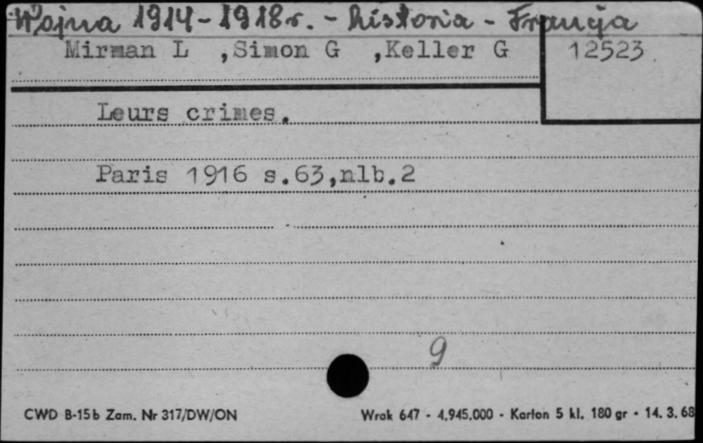 Wojna 1914-1918r. - historia - Francja
Mirman L ,Simon G ,Keller G 12523
Leurs crimes.
Paris 1916 s.63,nlb.2
9
CWD B-15b Zam. Nr 317/DW/ON Wrak 647 - 4.945.000 - Karton 5 kl. 180 gr - 14. 3. 68